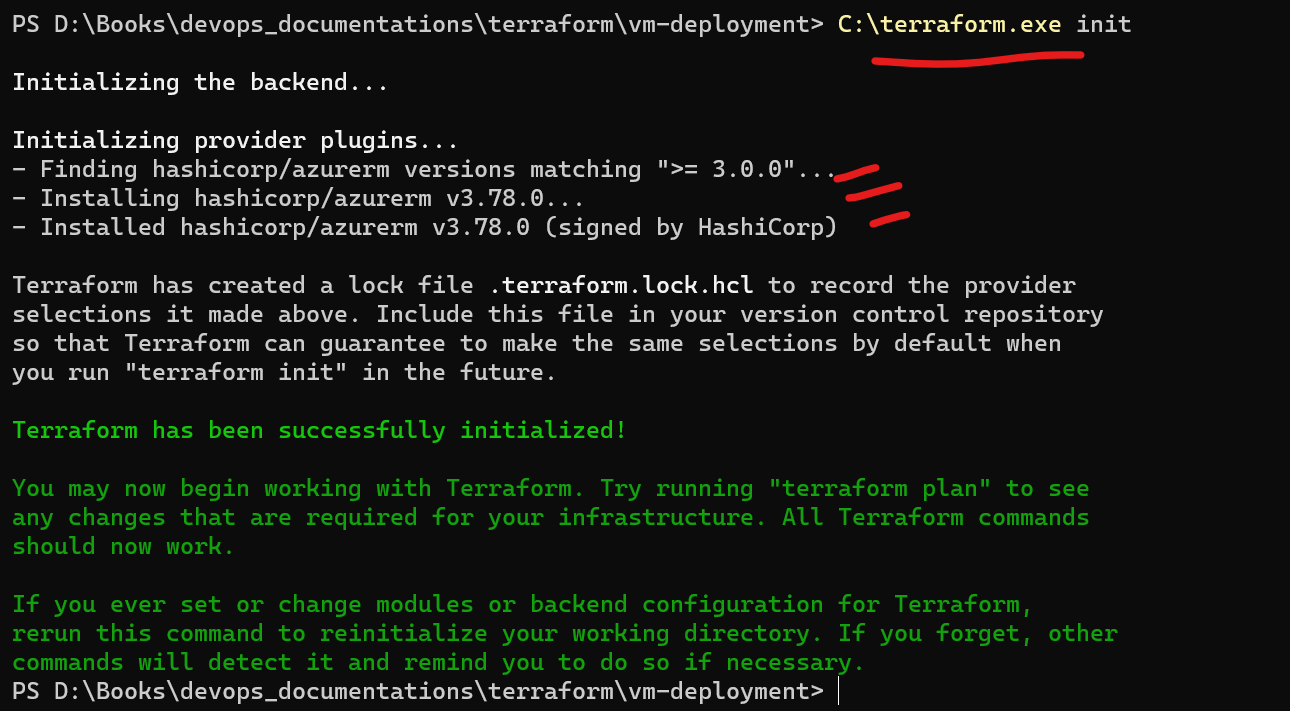 PS D:\Books\devops_documentations\terraform\vm-deployment> C:\terraform.exe init
Initializing the backend...
Initializing provider plugins...
- Finding hashicorp/azurerm versions matching ">= 3.0.0"...
- Installing hashicorp/azurerm v3.78.0...
- Installed hashicorp/azurerm v3.78.0 (signed by HashiCorp)
Terraform has created a lock file .terraform.lock.hcl to record the provider
selections it made above. Include this file in your version control repository
so that Terraform can guarantee to make the same selections by default when
you run "terraform init" in the future.
Terraform has been successfully initialized!
You may now begin working with Terraform. Try running "terraform plan" to see
any changes that are required for your infrastructure. All Terraform commands
should now work.
If you ever set or change modules or backend configuration for Terraform,
rerun this command to reinitialize your working directory. If you forget, other
commands will detect it and remind you to do so if necessary.
PS D:\Books\devops_documentations\terraform\vm-deployment>